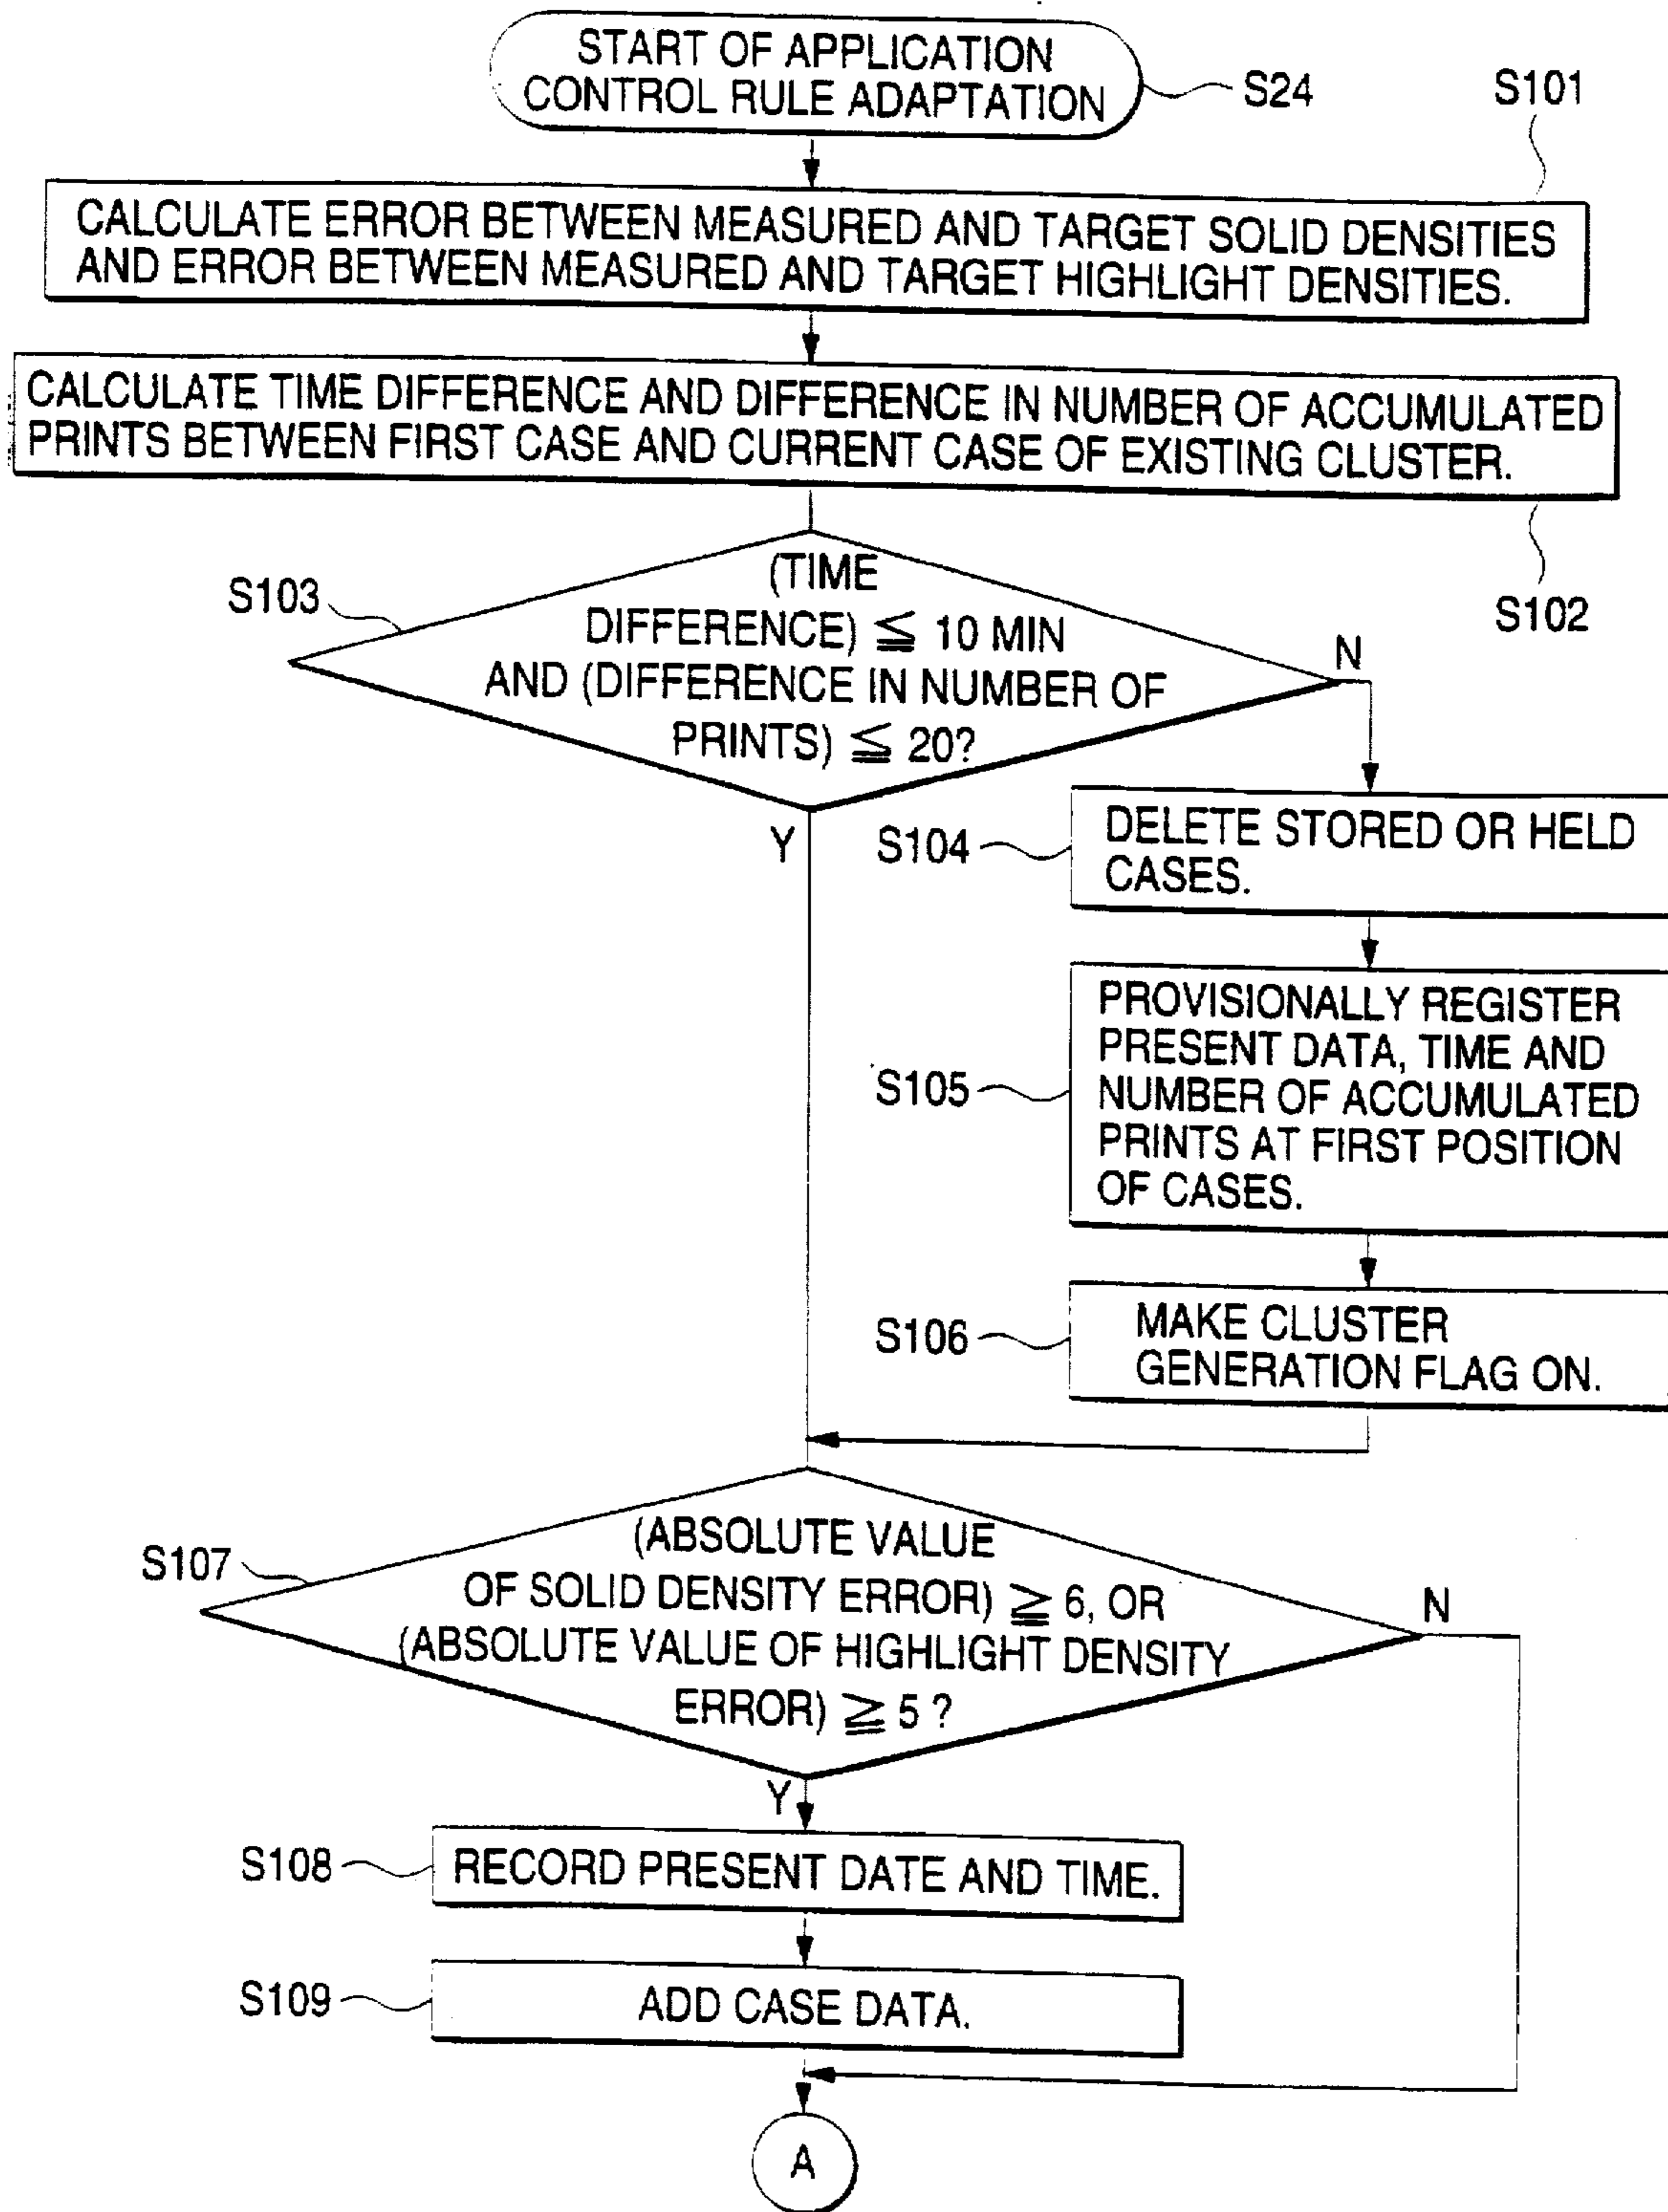 START OF APPLICATION
CONTROL RULE ADAPTATION
S24
S101
CALCULATE ERROR BETWEEN MEASURED AND TARGET SOLID DENSITIES
AND ERROR BETWEEN MEASURED AND TARGET HIGHLIGHT DENSITIES.
CALCULATE TIME DIFFERENCE AND DIFFERENCE IN NUMBER OF ACCUMULATED
PRINTS BETWEEN FIRST CASE AND CURRENT CASE OF EXISTING CLUSTER.
S102
S103
(TIME
DIFFERENCE) ≦ 10 MIN
AND (DIFFERENCE IN NUMBER OF
PRINTS) ≦ 20?
N
Y
S104
DELETE STORED OR HELD
CASES.
S105
PROVISIONALLY REGISTER
PRESENT DATA, TIME AND
NUMBER OF ACCUMULATED
PRINTS AT FIRST POSITION
OF CASES.
S106
MAKE CLUSTER
GENERATION FLAG ON.
S107
(ABSOLUTE VALUE
OF SOLID DENSITY ERROR) ≧ 6, OR
(ABSOLUTE VALUE OF HIGHLIGHT DENSITY
ERROR) ≧ 5 ?
N
Y
S108
RECORD PRESENT DATE AND TIME.
S109
ADD CASE DATA.
A